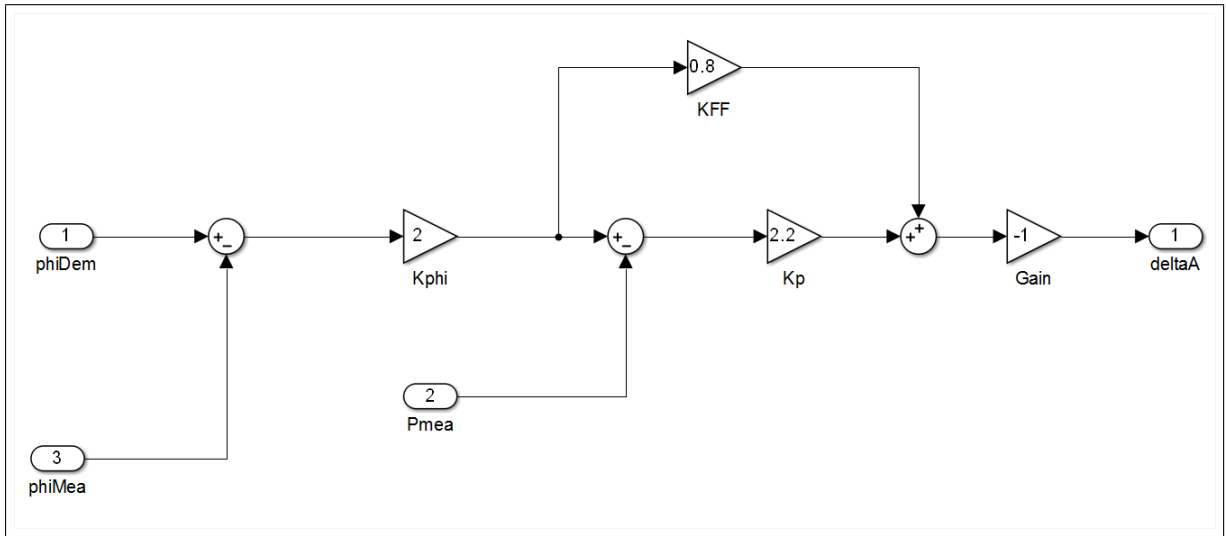 0.8
KFF
1
phiDem
+
−
2
Kphi
+
−
2.2
Kp
+
+
-1
Gain
1
deltaA
2
Pmea
3
phiMea